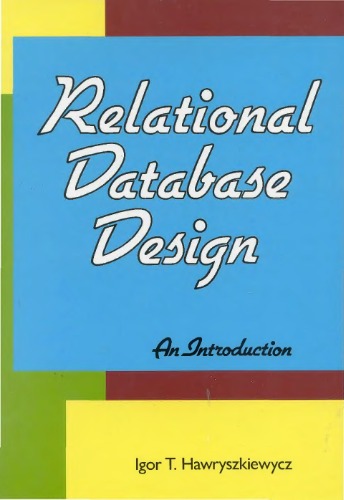 Relational
Database
Design
An Introduction
Igor T. Hawryszkiewycz